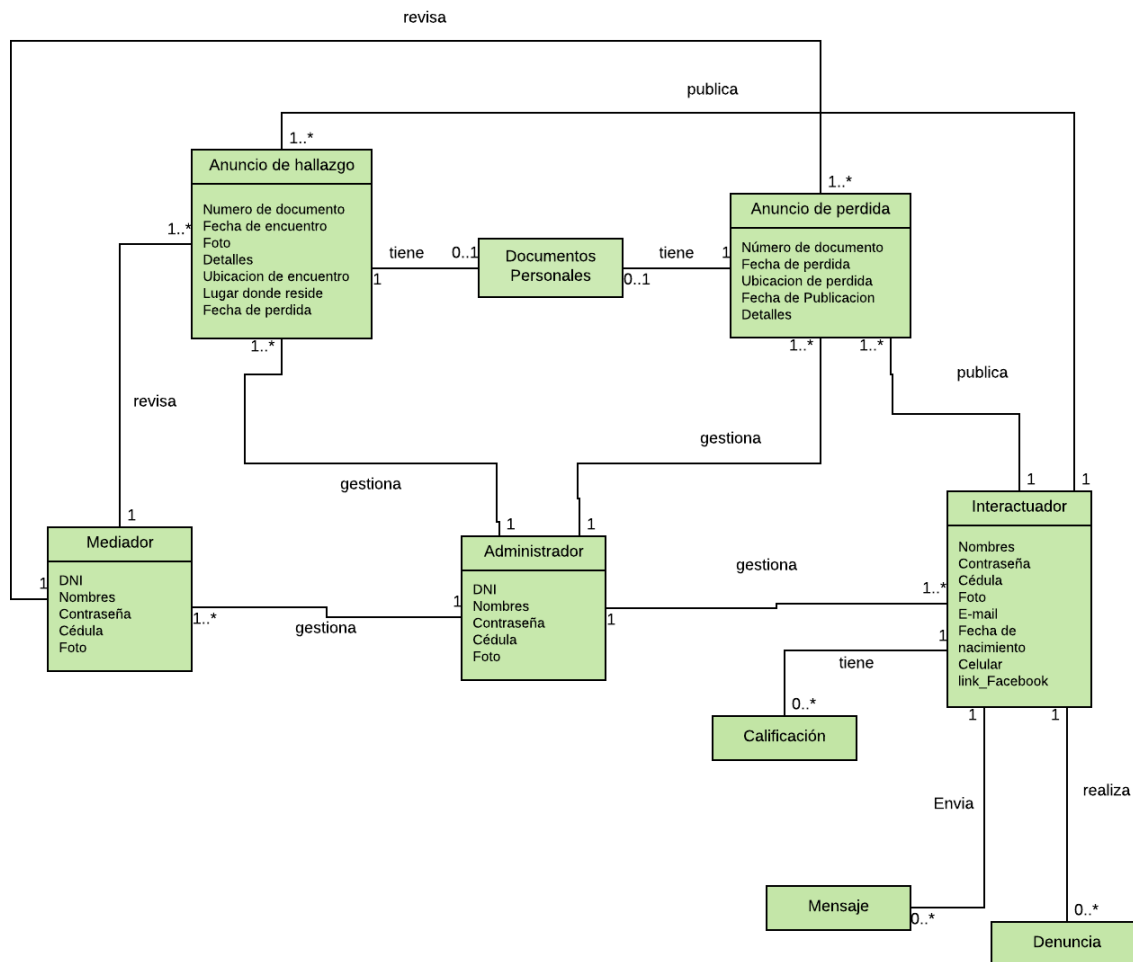 revisa
publica
1..*
Anuncio de hallazgo
Numero de documento
Fecha de encuentro
Foto
Detalles
Ubicacion de encuentro
Lugar donde reside
Fecha de perdida
1..*
1..*
1
tiene
0..1
Documentos
Personales
0..1
tiene
1
1..*
Anuncio de perdida
Número de documento
Fecha de perdida
Ubicacion de perdida
Fecha de Publicacion
Detalles
1..*
1..*
publica
revisa
gestiona
gestiona
1
Mediador
DNI
Nombres
Contraseña
Cédula
Foto
1
1..*
gestiona
1
1
1
Administrador
DNI
Nombres
Contraseña
Cédula
Foto
1
gestiona
1..*
1
1
Interactuador
Nombres
Contraseña
Cédula
Foto
E-mail
Fecha de
nacimiento
Celular
link_Facebook
1
tiene
0..*
Calificación
1
1
Envia
realiza
Mensaje
0..*
0..*
Denuncia